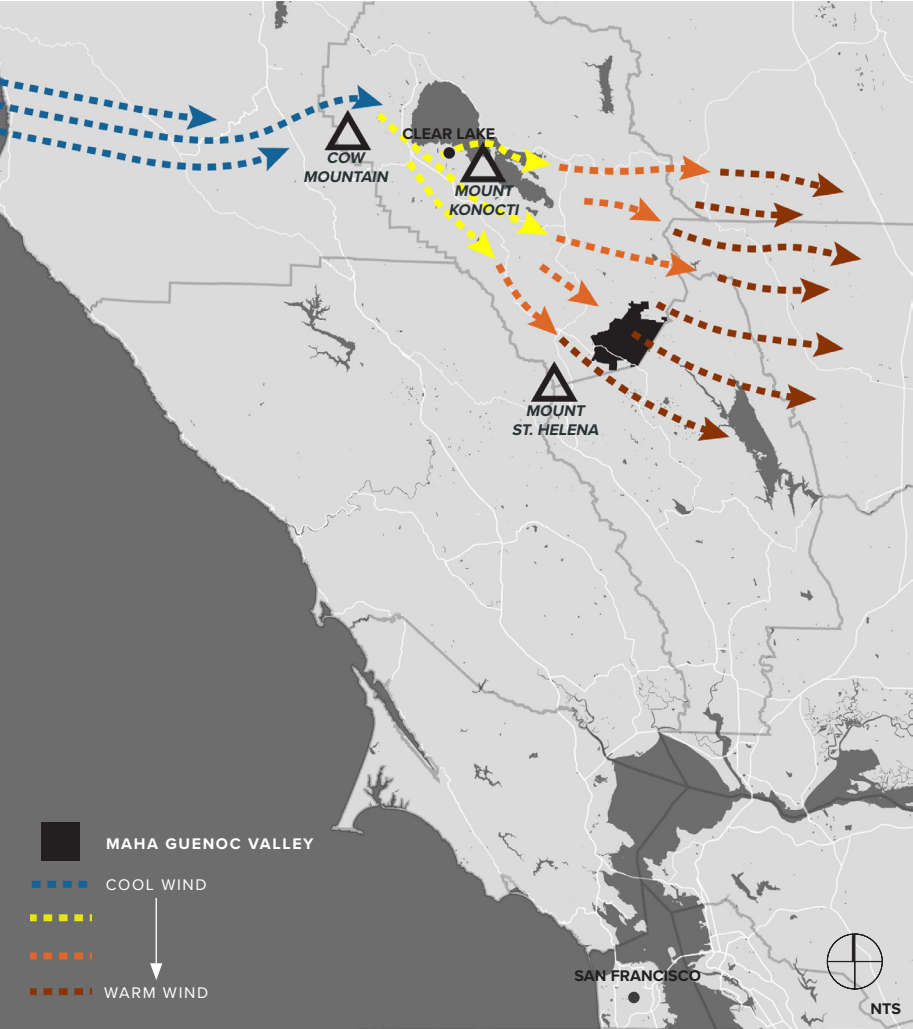 CLEAR LAKE
COW
MOUNTAIN
MOUNT
KONOCTI
MOUNT
ST. HELENA
MAHA GUENOC VALLEY
COOL WIND
WARM WIND
SAN FRANCISCO
NTS